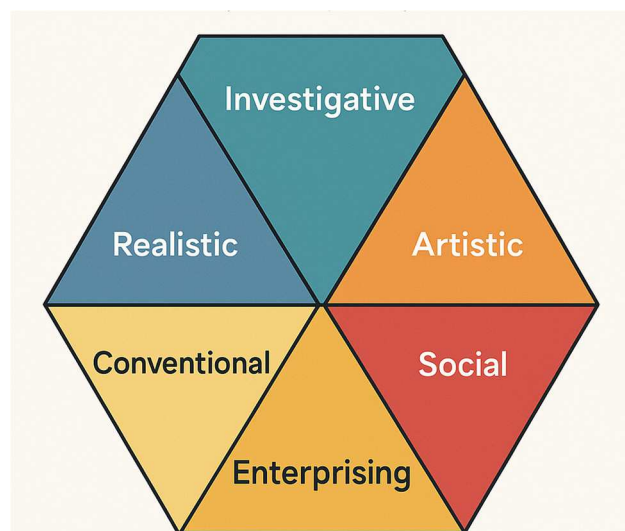 Investigative
Realistic
Artistic
Conventional
Social
Enterprising